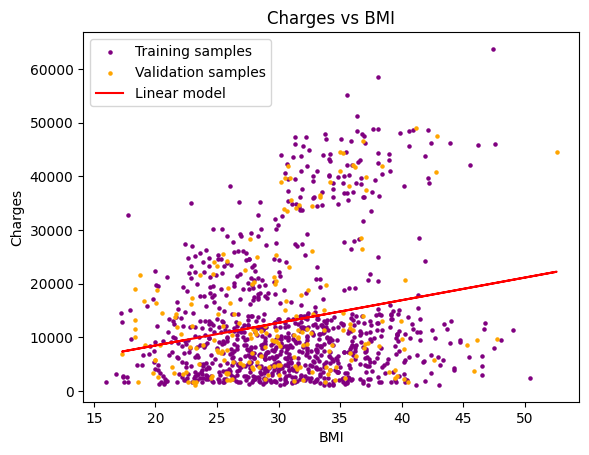 Charges vs BMI
Training samples
Validation samples
Linear model
Charges
60000
50000
40000
30000
20000
10000
0
15 20 25 30 35 40 45 50
BMI